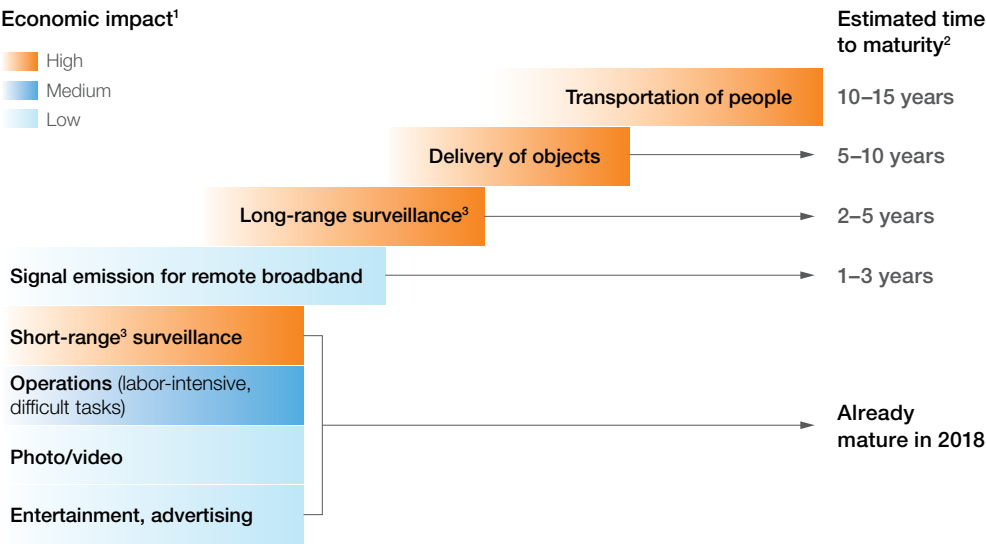 Economic impact¹
Estimated time
to maturity²
High
Medium
Low
Transportation of people
10–15 years
Delivery of objects
5–10 years
Long-range surveillance³
2–5 years
Signal emission for remote broadband
1–3 years
Short-range³ surveillance
Operations (labor-intensive,
difficult tasks)
Photo/video
Entertainment, advertising
Already
mature in 2018